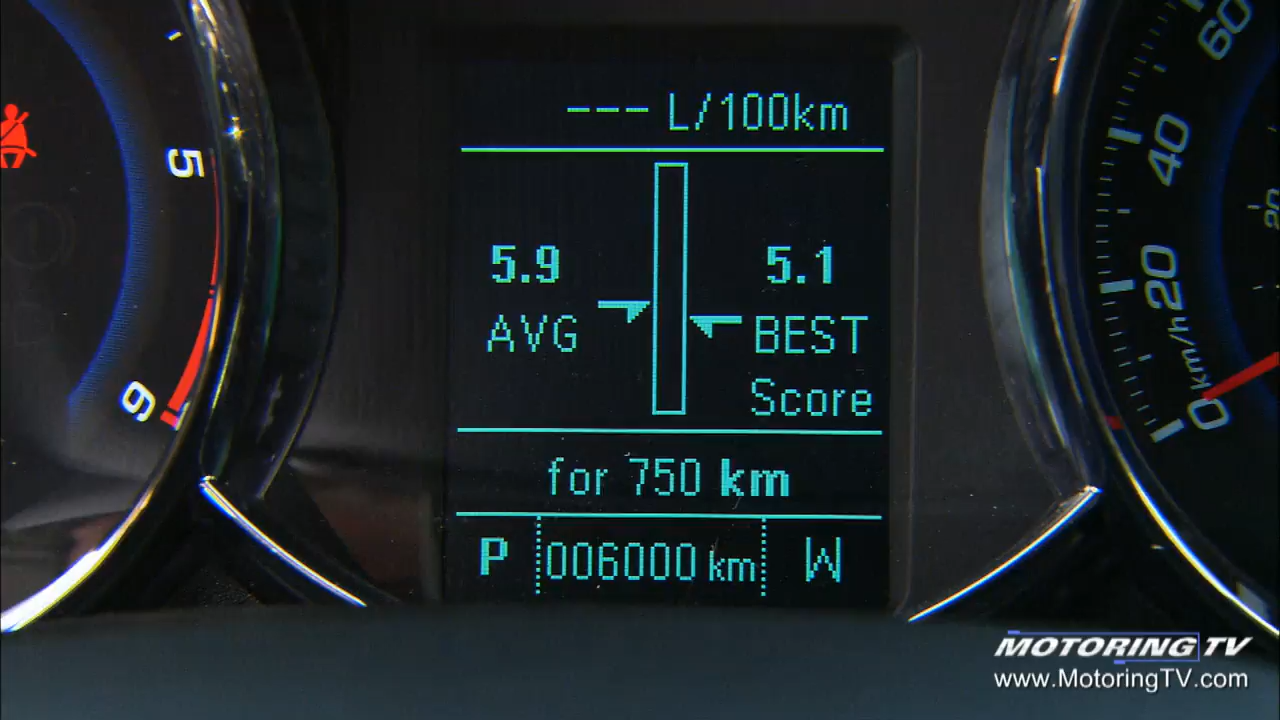 --- L/100km
5.9
AVG
5.1
BEST
Score
for 750 km
P 006000 km W
5
6
60
40
20
0
km/h
20
MOTORING TV
www.MotoringTV.com